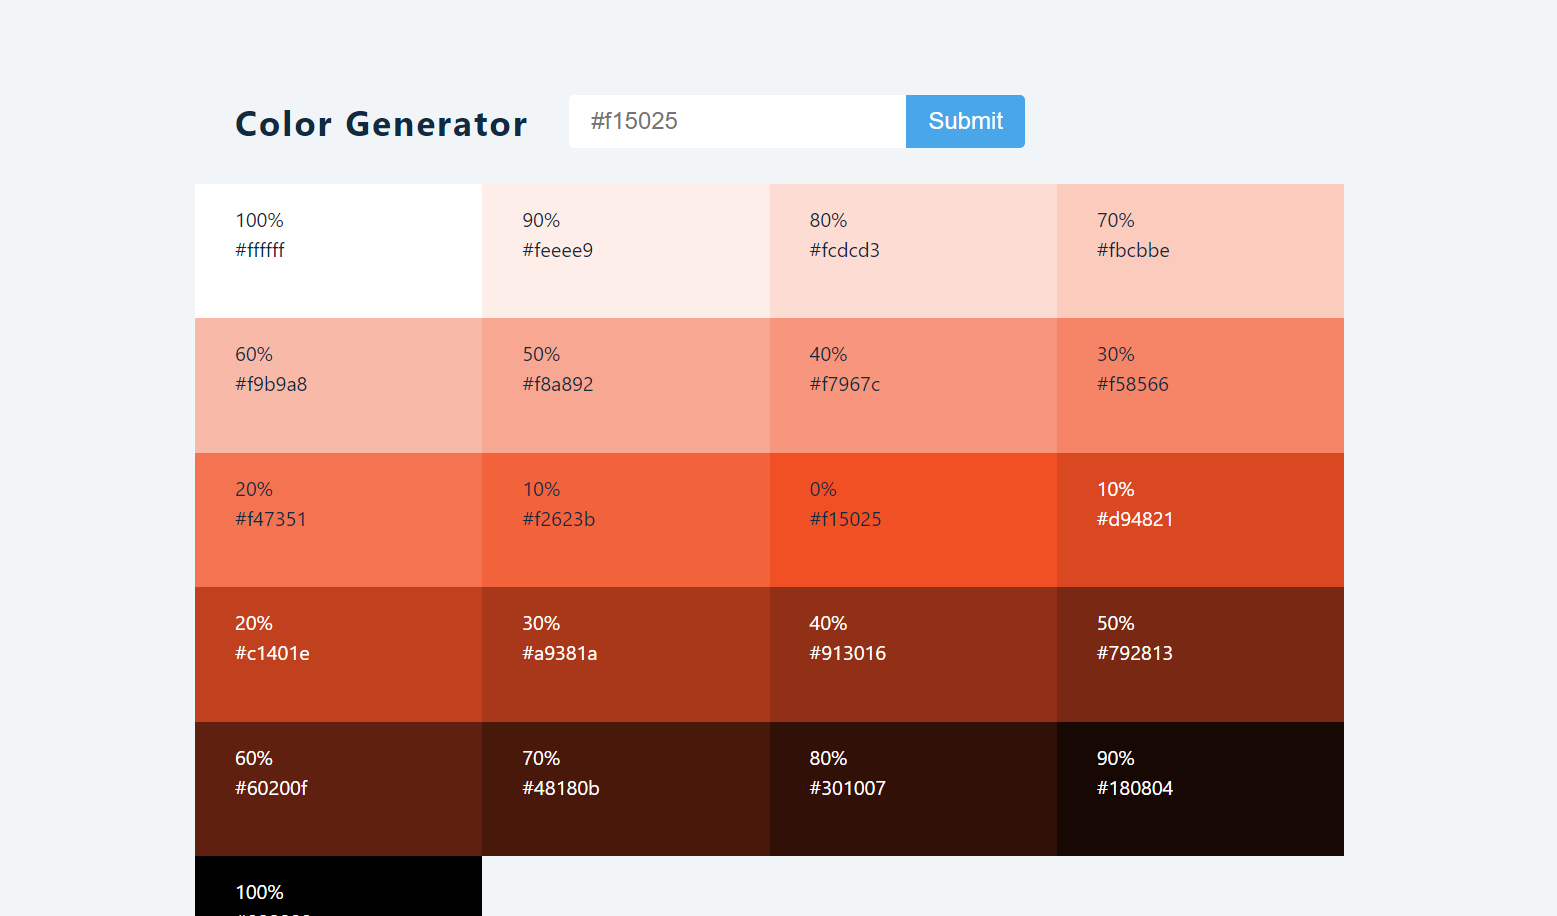 Color Generator
#f15025
Submit
100%
#ffffff
90%
#feeee9
80%
#fcdcd3
70%
#fbcbbe
60%
#f9b9a8
50%
#f8a892
40%
#f7967c
30%
#f58566
20%
#f47351
10%
#f2623b
0%
#f15025
10%
#d94821
20%
#c1401e
30%
#a9381a
40%
#913016
50%
#792813
60%
#60200f
70%
#48180b
80%
#301007
90%
#180804
100%